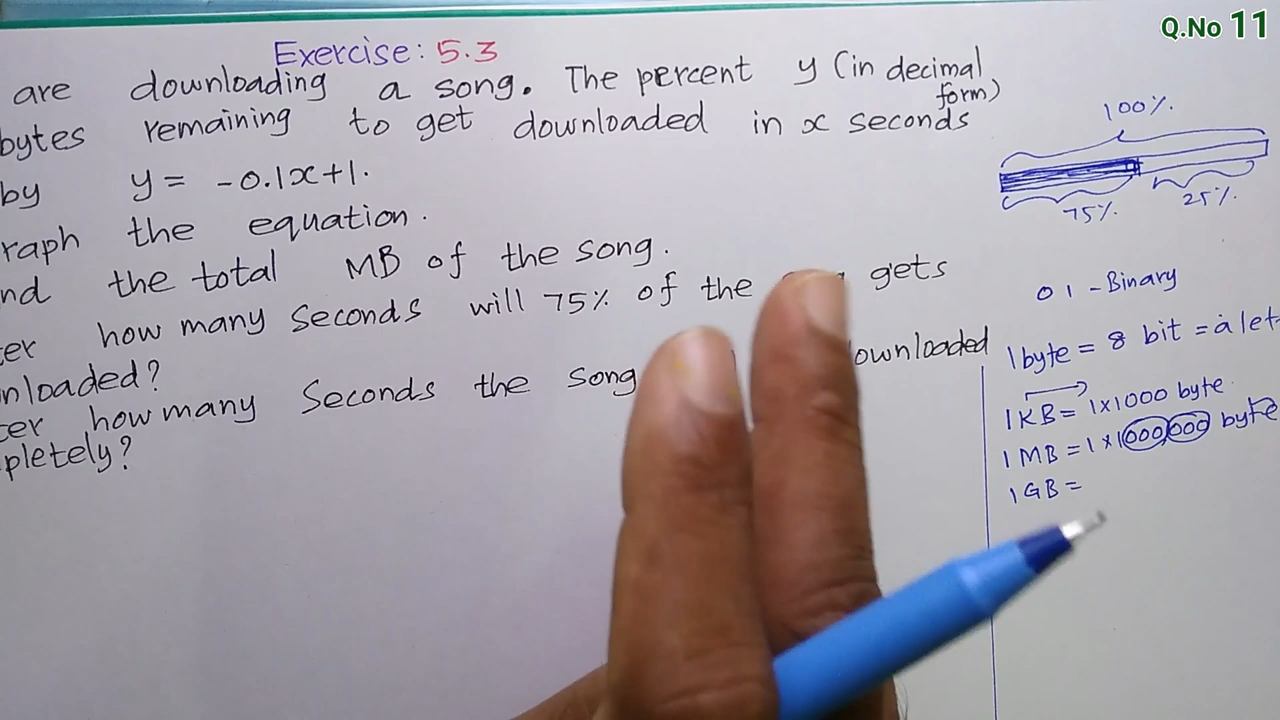 Q.No 11
Exercise: 5.3
are downloading a song. The percent y (in decimal form)
bytes remaining to get downloaded in x seconds
by y = -0.1x+1.
raph the equation.
nd the total MB of the song.
ter how many seconds will 75% of the gets
nloaded?
ter how many Seconds the song ownloaded
pletely?
100%
75% 25%
0 1 - Binary
1 byte = 8 bit = a let
1 KB = 1x1000 byte
1 MB = 1x1000,000 byte
1 GB =